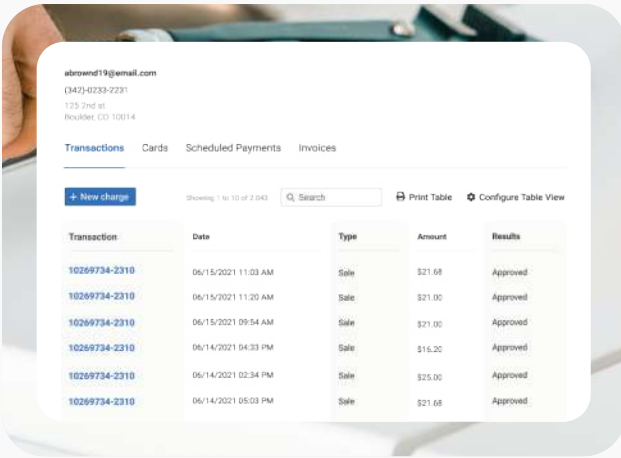 abrownd19@email.com
(342)-0233-2231
125 2nd st
Boulder, CO 10014
Transactions Cards Scheduled Payments Invoices
+ New charge Showing 1 to 10 of 2,043 Search Print Table Configure Table View
Transaction Date Type Amount Results
10269734-2310 06/15/2021 11:03 AM Sale $21.68 Approved
10269734-2310 06/15/2021 11:20 AM Sale $21.00 Approved
10269734-2310 06/15/2021 09:54 AM Sale $21.00 Approved
10269734-2310 06/14/2021 04:33 PM Sale $16.20 Approved
10269734-2310 06/14/2021 02:34 PM Sale $25.00 Approved
10269734-2310 06/14/2021 05:03 PM Sale $21.68 Approved